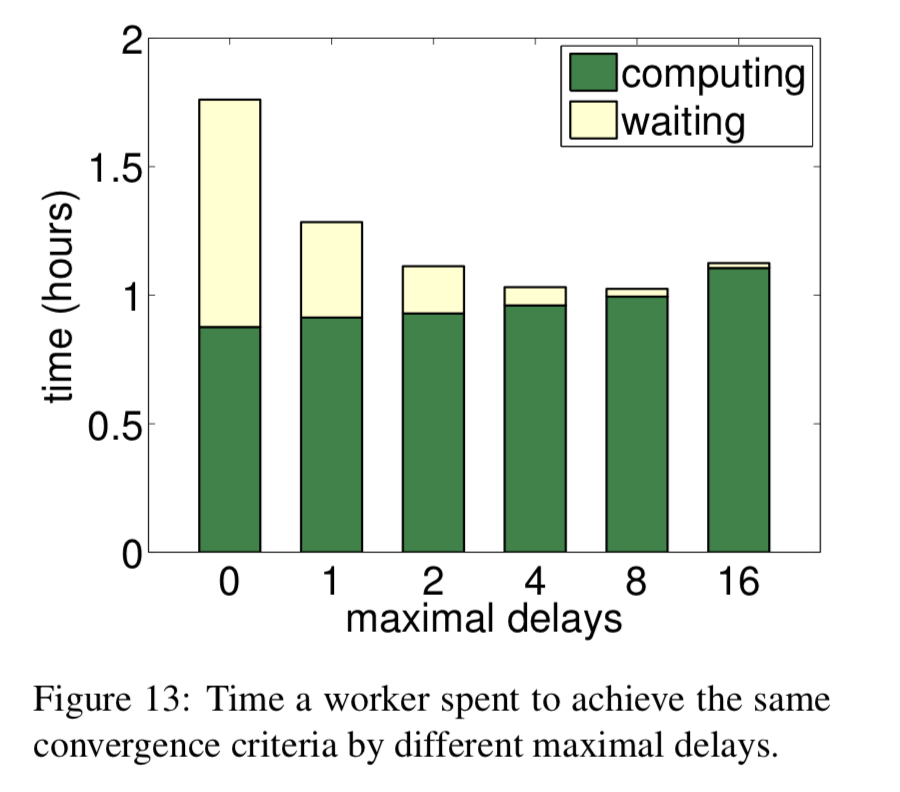 2
1.5
1
0.5
0
time (hours)
computing
waiting
0 1 2 4 8 16
maximal delays
Figure 13: Time a worker spent to achieve the same
convergence criteria by different maximal delays.